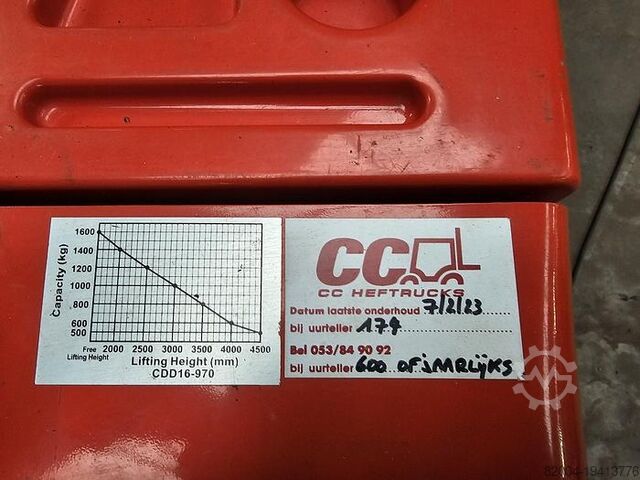 1600
1400
1200
1000
800
600
500
Capacity (kg)
Free
Lifting Height
2000 2500 3000 3500 4000 4500
Lifting Height (mm)
CDD16-970
CC
CC HEFTRUCKS
Datum laatste onderhoud 7/2/23
bij uurteller 174
Bel 053/84 90 92
bij uurteller 600 OF JAARLIJKS
82004-19413776